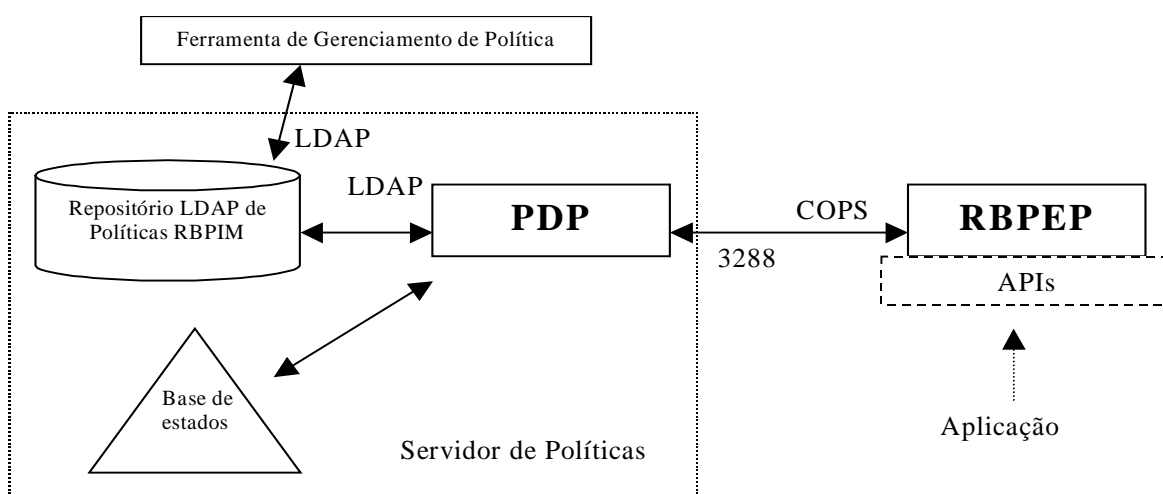 Ferramenta de Gerenciamento de Política
LDAP
Repositório LDAP de
Políticas RBPIM
LDAP
PDP
COPS
3288
RBPEP
APIs
Base de
estados
Servidor de Políticas
Aplicação